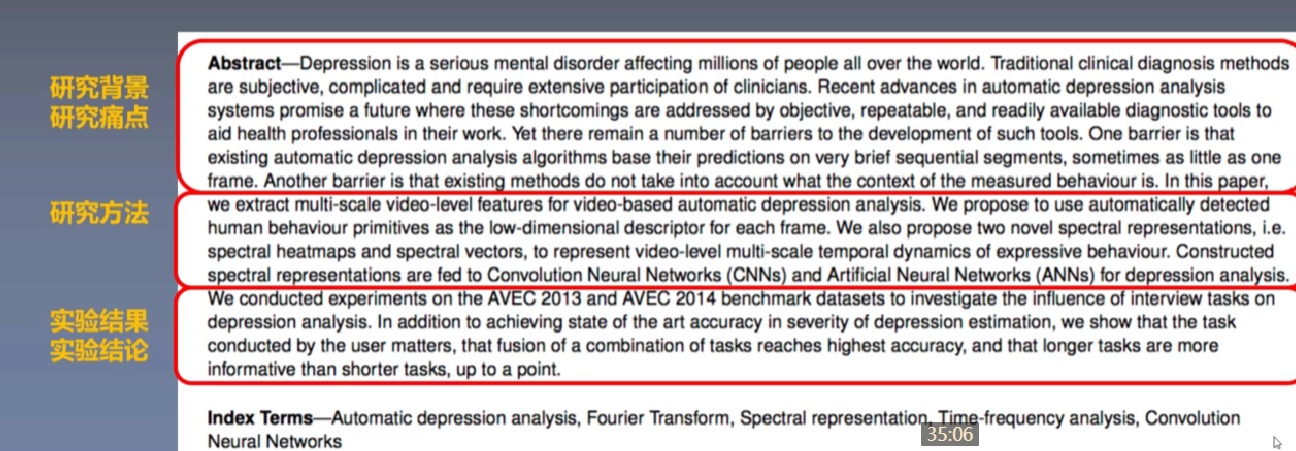 研究背景
研究痛点
Abstract—Depression is a serious mental disorder affecting millions of people all over the world. Traditional clinical diagnosis methods
are subjective, complicated and require extensive participation of clinicians. Recent advances in automatic depression analysis
systems promise a future where these shortcomings are addressed by objective, repeatable, and readily available diagnostic tools to
aid health professionals in their work. Yet there remain a number of barriers to the development of such tools. One barrier is that
existing automatic depression analysis algorithms base their predictions on very brief sequential segments, sometimes as little as one
frame. Another barrier is that existing methods do not take into account what the context of the measured behaviour is. In this paper,
研究方法
we extract multi-scale video-level features for video-based automatic depression analysis. We propose to use automatically detected
human behaviour primitives as the low-dimensional descriptor for each frame. We also propose two novel spectral representations, i.e.
spectral heatmaps and spectral vectors, to represent video-level multi-scale temporal dynamics of expressive behaviour. Constructed
spectral representations are fed to Convolution Neural Networks (CNNs) and Artificial Neural Networks (ANNs) for depression analysis.
实验结果
实验结论
We conducted experiments on the AVEC 2013 and AVEC 2014 benchmark datasets to investigate the influence of interview tasks on
depression analysis. In addition to achieving state of the art accuracy in severity of depression estimation, we show that the task
conducted by the user matters, that fusion of a combination of tasks reaches highest accuracy, and that longer tasks are more
informative than shorter tasks, up to a point.
Index Terms—Automatic depression analysis, Fourier Transform, Spectral representation, Time-frequency analysis, Convolution
Neural Networks
35:06